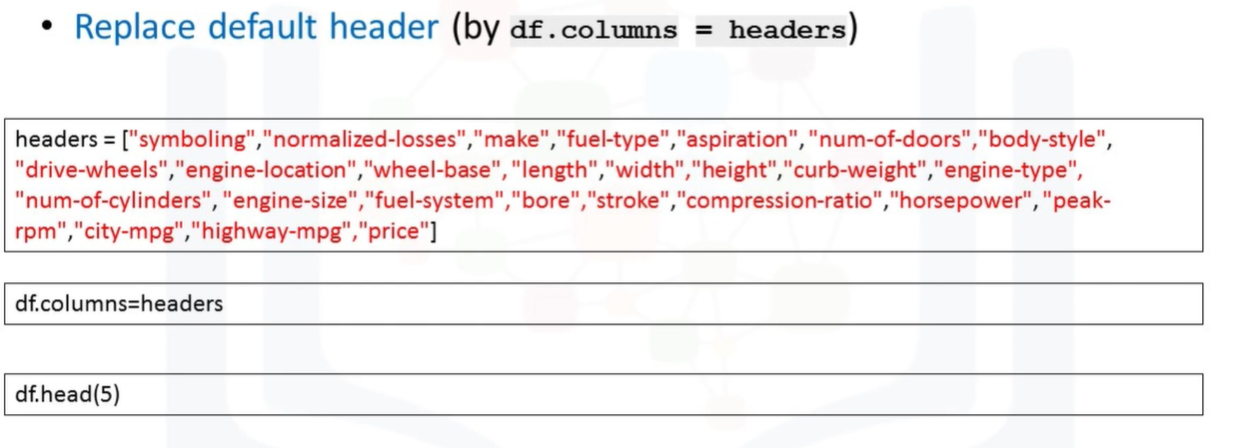 • Replace default header (by df.columns = headers)
headers = ["symboling","normalized-losses","make","fuel-type","aspiration","num-of-doors","body-style",
"drive-wheels","engine-location","wheel-base","length","width","height","curb-weight","engine-type",
"num-of-cylinders", "engine-size","fuel-system","bore","stroke","compression-ratio","horsepower","peak-
rpm","city-mpg","highway-mpg","price"]
df.columns=headers
df.head(5)